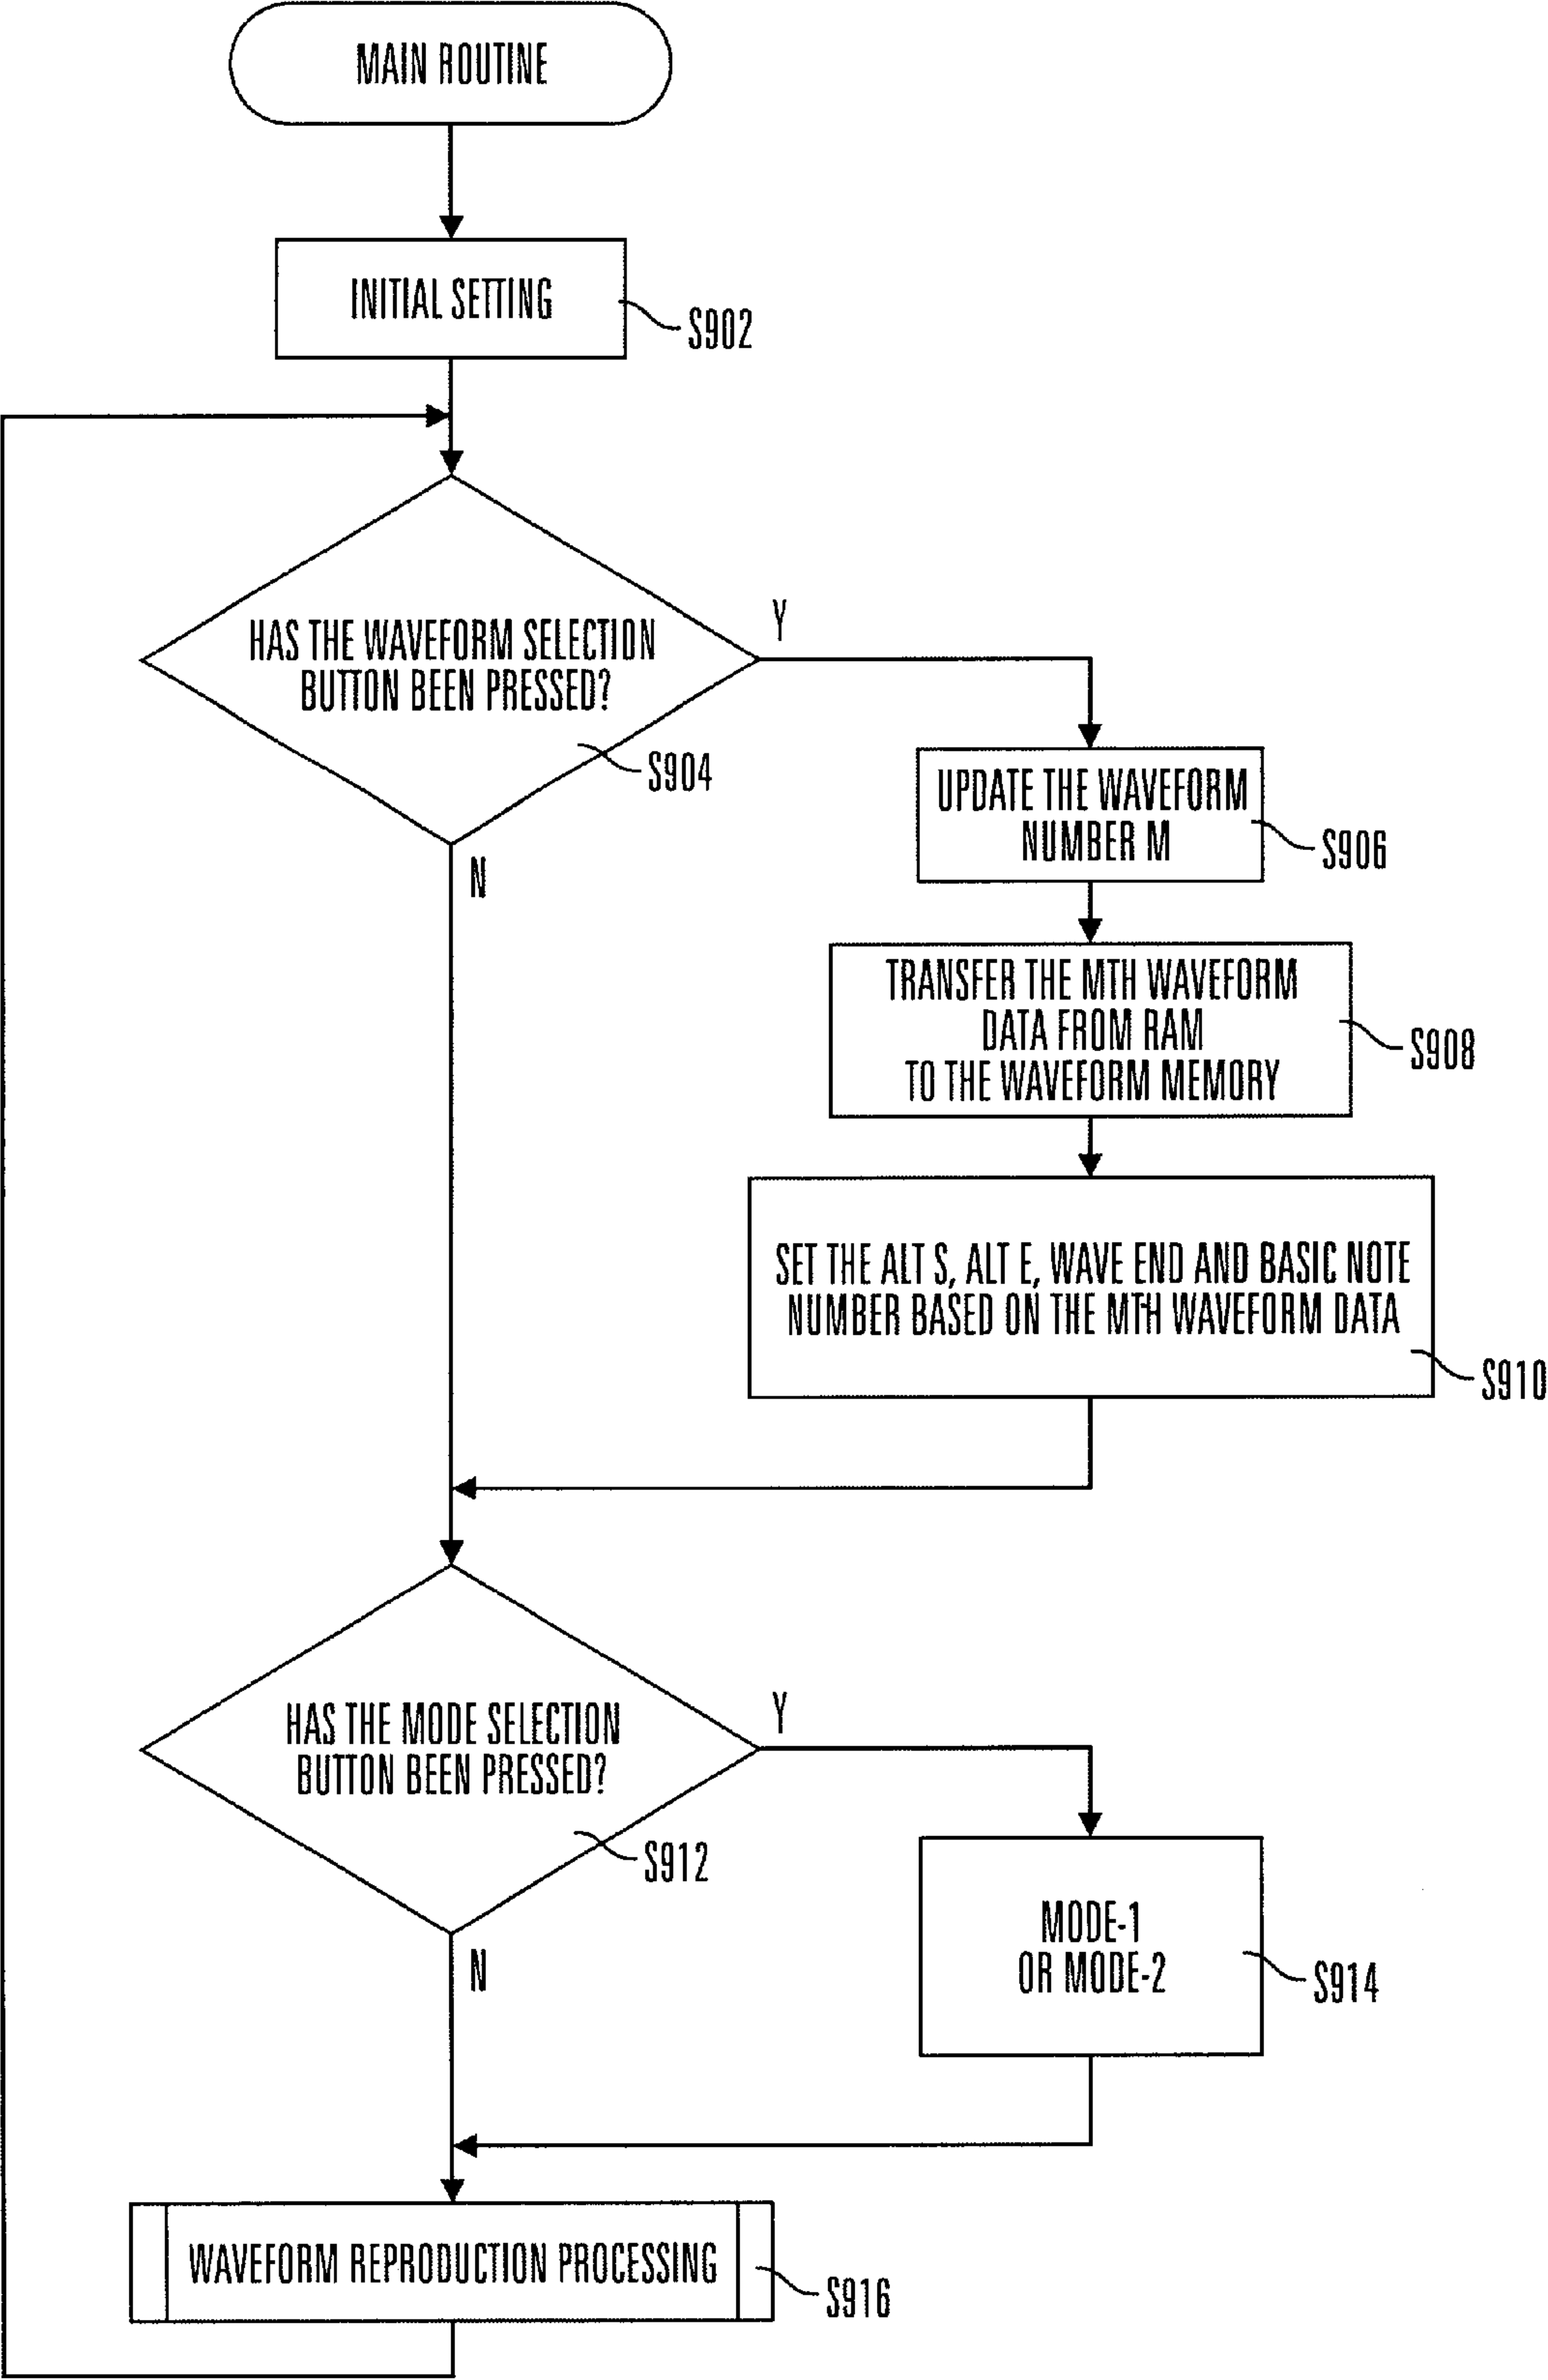 MAIN ROUTINE
INITIAL SETTING
S902
HAS THE WAVEFORM SELECTION
BUTTON BEEN PRESSED?
S904
Y
N
UPDATE THE WAVEFORM
NUMBER M
S906
TRANSFER THE MTH WAVEFORM
DATA FROM RAM
TO THE WAVEFORM MEMORY
S908
SET THE ALT S, ALT E, WAVE END AND BASIC NOTE
NUMBER BASED ON THE MTH WAVEFORM DATA
S910
HAS THE MODE SELECTION
BUTTON BEEN PRESSED?
S912
Y
N
MODE-1
OR MODE-2
S914
WAVEFORM REPRODUCTION PROCESSING
S916